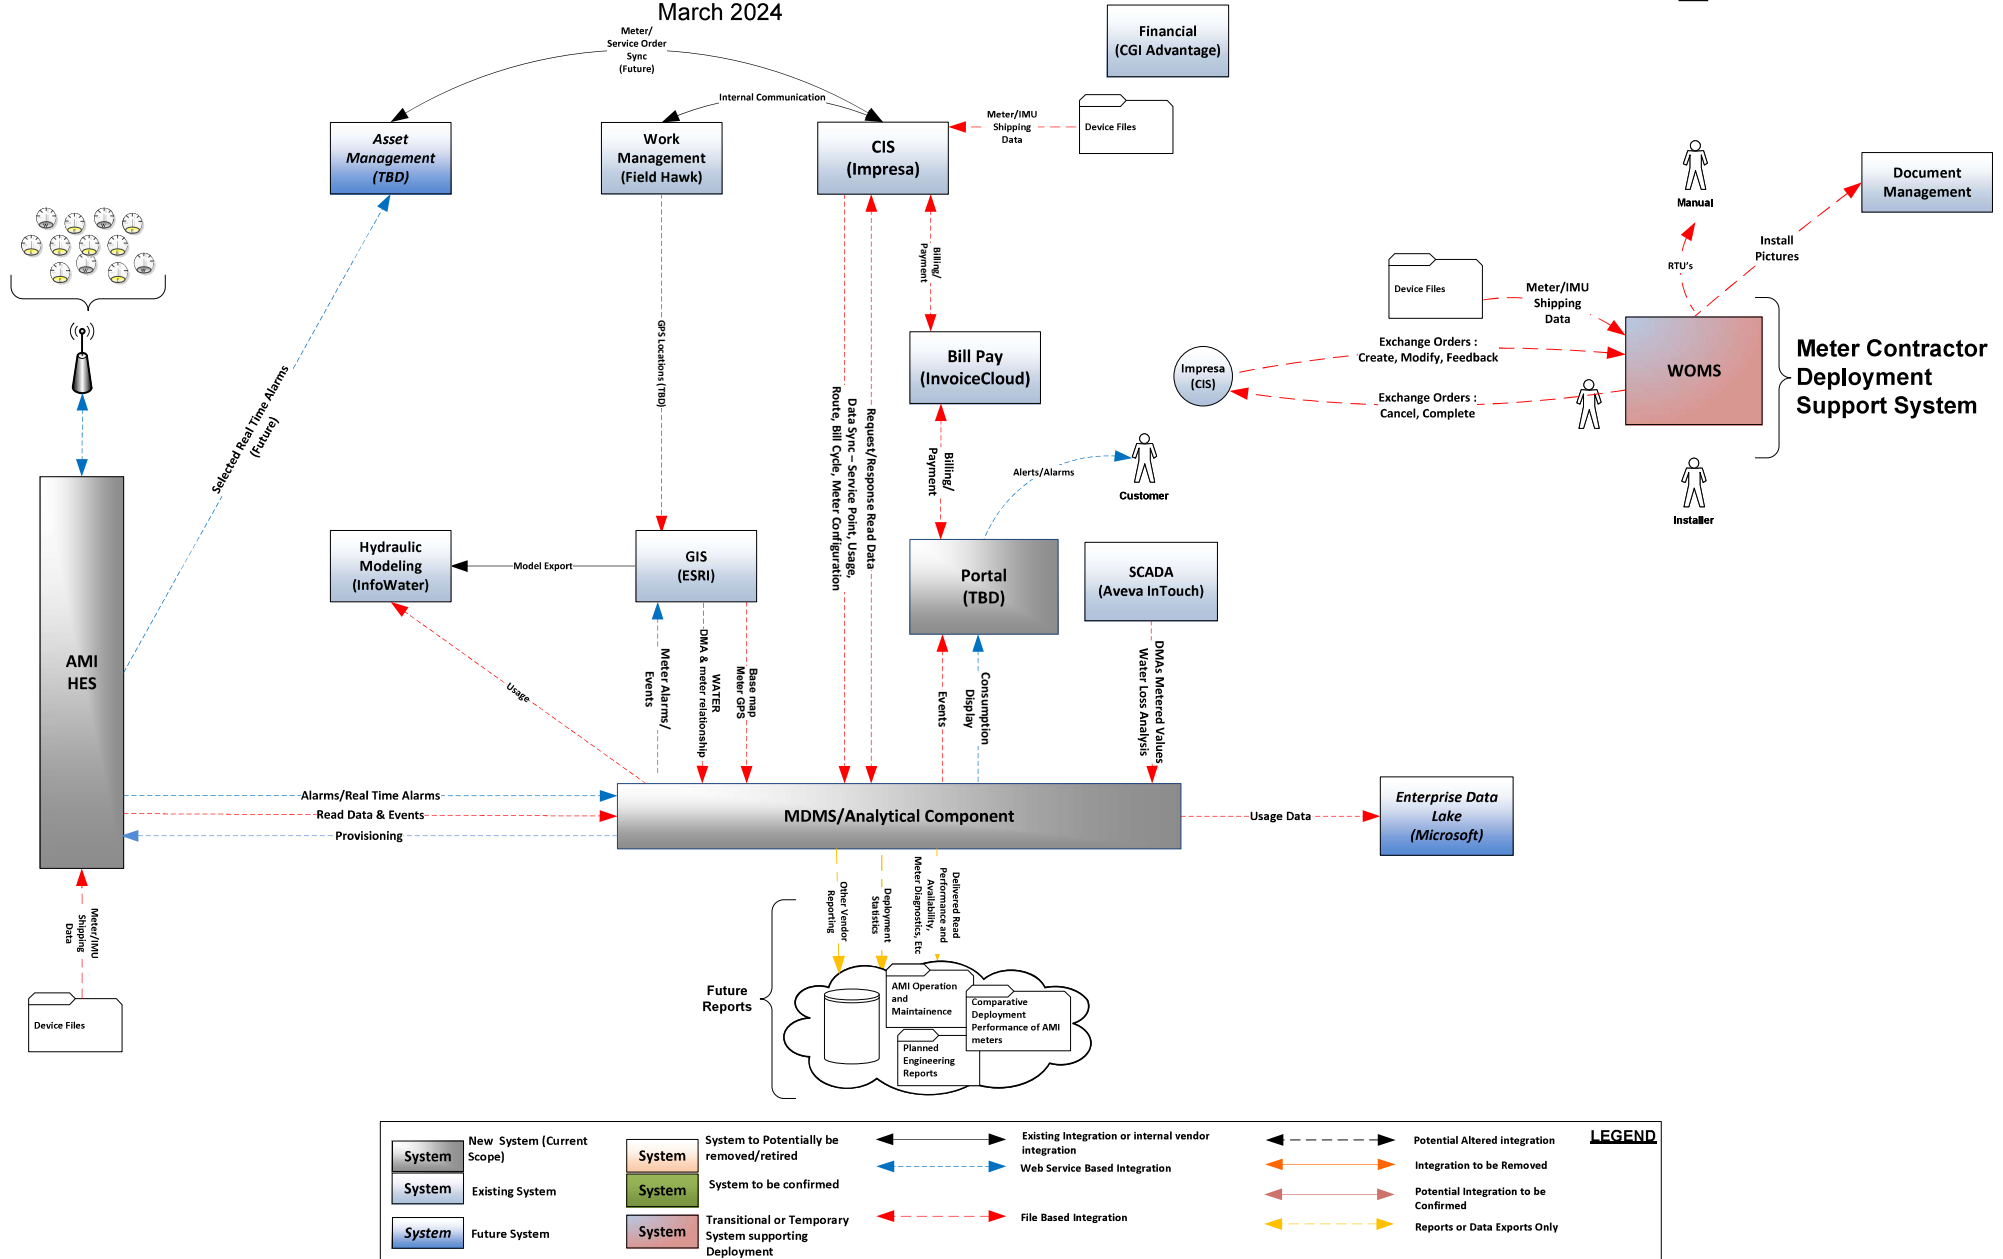 March 2024
Meter/
Service Order
Sync
(Future)
Financial
(CGI Advantage)
Internal Communication
Meter/IMU
Shipping
Data
Device Files
Asset
Management
(TBD)
Work
Management
(Field Hawk)
CIS
(Impresa)
Manual
Document
Management
Install
Pictures
RTU's
Device Files
Meter/IMU
Shipping
Data
Exchange Orders :
Create, Modify, Feedback
Impresa
(CIS)
Exchange Orders :
Cancel, Complete
WOMS
Meter Contractor
Deployment
Support System
Installer
Billing/
Payment
Bill Pay
(InvoiceCloud)
Billing/
Payment
Alerts/Alarms
Customer
GPS Locations (TBD)
Selected Real Time Alarms
(Future)
Data Sync – Service Point, Usage,
Route, Bill Cycle, Meter Configuration
Request/Response Read Data
Hydraulic
Modeling
(InfoWater)
Model Export
GIS
(ESRI)
Portal
(TBD)
SCADA
(Aveva InTouch)
AMI
HES
Usage
Meter Alarms/
Events
WATER
DMA & meter relationship
Base map
Meter GPS
Events
Consumption
Display
DMAs Metered Values
Water Loss Analysis
Alarms/Real Time Alarms
Read Data & Events
Provisioning
MDMS/Analytical Component
Usage Data
Enterprise Data
Lake
(Microsoft)
Meter/IMU
Shipping
Data
Device Files
Other Vendor
Reporting
Deployment
Statistics
Delivered Read
Performance and
Availability,
Meter Diagnostics, Etc
Future
Reports
AMI Operation
and
Maintainence
Comparative
Deployment
Performance of AMI
meters
Planned
Engineering
Reports
LEGEND
System
New System (Current
Scope)
System
Existing System
System
Future System
System
System to Potentially be
removed/retired
System
System to be confirmed
System
Transitional or Temporary
System supporting
Deployment
Existing Integration or internal vendor
integration
Web Service Based Integration
File Based Integration
Potential Altered integration
Integration to be Removed
Potential Integration to be
Confirmed
Reports or Data Exports Only